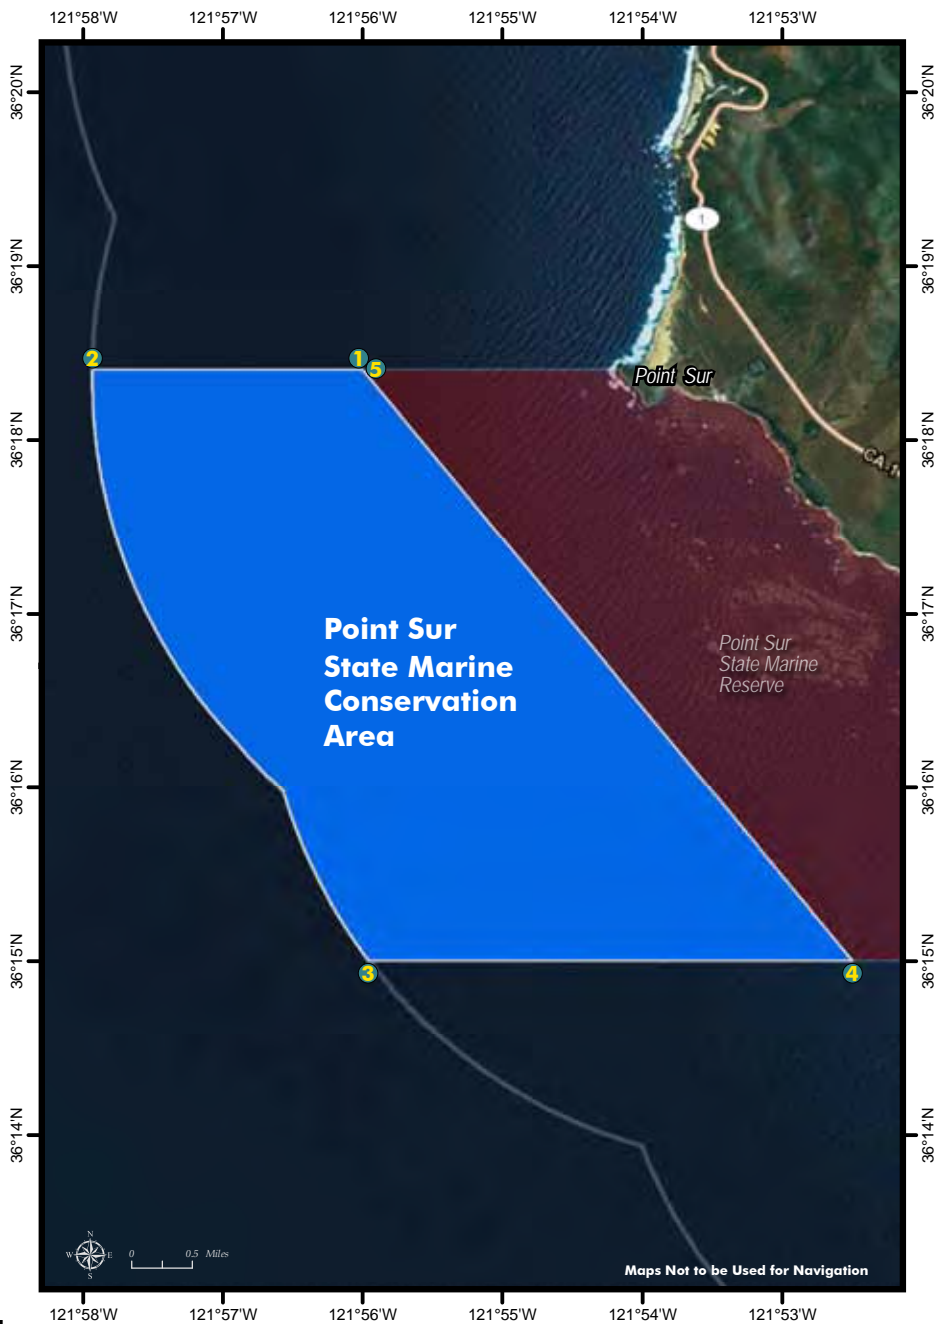 121°58'W 121°57'W 121°56'W 121°55'W 121°54'W 121°53'W
36°20'N 36°20'N
1
36°19'N 36°19'N
2 1 5
Point Sur
36°18'N 36°18'N
36°17'N 36°17'N
Point Sur
State Marine
Conservation
Area
Point Sur
State Marine
Reserve
36°16'N 36°16'N
36°15'N 36°15'N
3 4
36°14'N 36°14'N
N
W E
S
0 0.5 Miles
Maps Not to be Used for Navigation
121°58'W 121°57'W 121°56'W 121°55'W 121°54'W 121°53'W